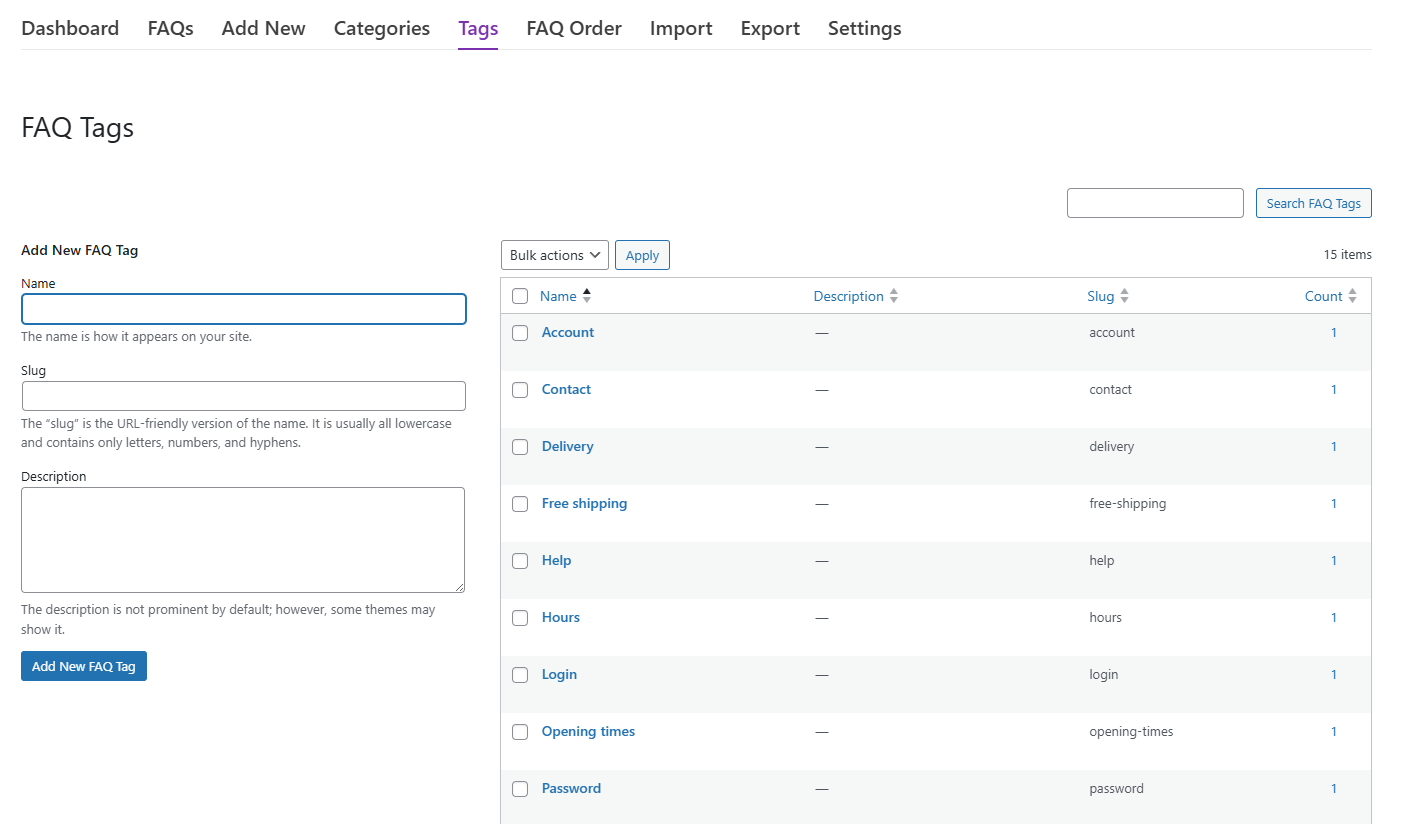 Dashboard FAQs Add New Categories Tags FAQ Order Import Export Settings
FAQ Tags
Search FAQ Tags
Add New FAQ Tag
Name
The name is how it appears on your site.
Slug
The “slug” is the URL-friendly version of the name. It is usually all lowercase
and contains only letters, numbers, and hyphens.
Description
The description is not prominent by default; however, some themes may
show it.
Add New FAQ Tag
Bulk actions Apply 15 items
Name Description Slug Count
Account — account 1
Contact — contact 1
Delivery — delivery 1
Free shipping — free-shipping 1
Help — help 1
Hours — hours 1
Login — login 1
Opening times — opening-times 1
Password — password 1